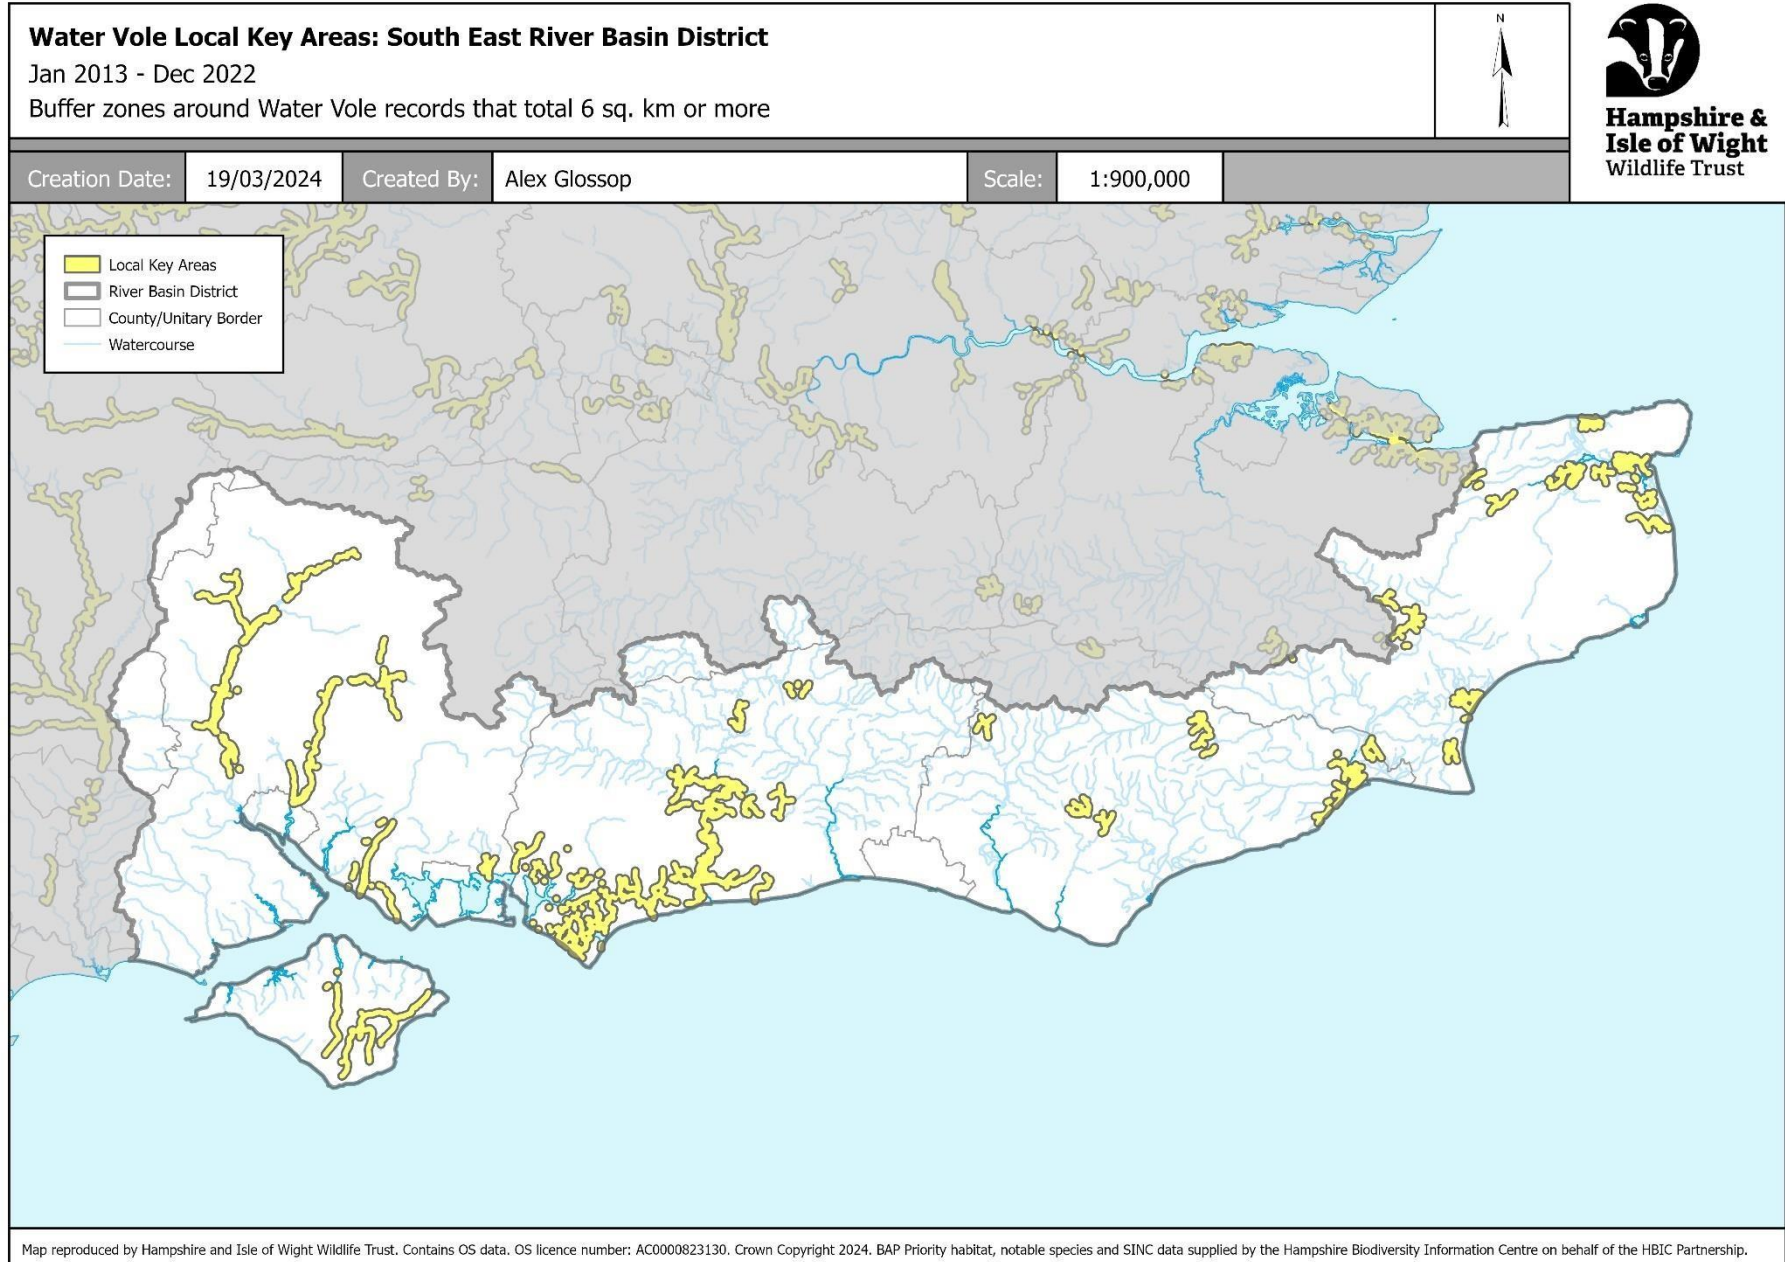 Water Vole Local Key Areas: South East River Basin District
Jan 2013 - Dec 2022
Buffer zones around Water Vole records that total 6 sq. km or more
N
Hampshire &
Isle of Wight
Wildlife Trust
Creation Date: 19/03/2024 Created By: Alex Glossop Scale: 1:900,000
Local Key Areas
River Basin District
County/Unitary Border
Watercourse
Map reproduced by Hampshire and Isle of Wight Wildlife Trust. Contains OS data. OS licence number: AC0000823130. Crown Copyright 2024. BAP Priority habitat, notable species and SINC data supplied by the Hampshire Biodiversity Information Centre on behalf of the HBIC Partnership.